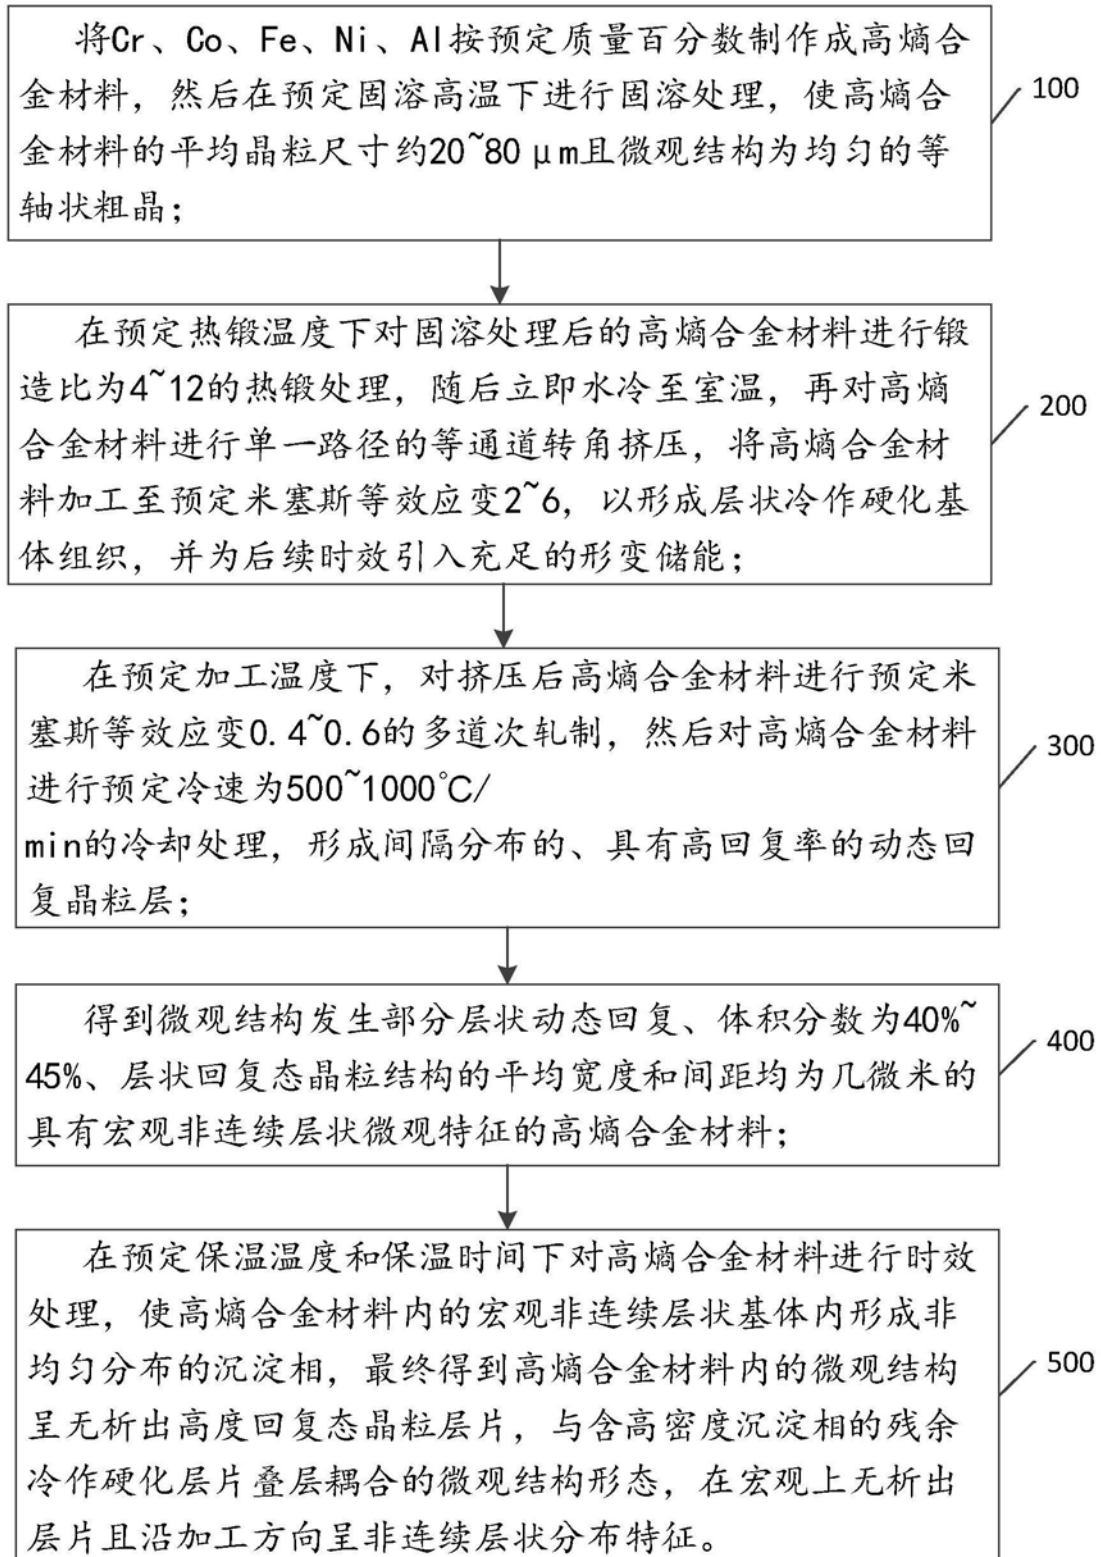 将Cr、Co、Fe、Ni、Al按预定质量百分数制作成高熵合
金材料，然后在预定固溶高温下进行固溶处理，使高熵合
金材料的平均晶粒尺寸约20~80 μm且微观结构为均匀的等
轴状粗晶；
100
在预定热锻温度下对固溶处理后的高熵合金材料进行锻
造比为4~12的热锻处理，随后立即水冷至室温，再对高熵
合金材料进行单一路径的等通道转角挤压，将高熵合金材
料加工至预定米塞斯等效应变2~6，以形成层状冷作硬化基
体组织，并为后续时效引入充足的形变储能；
200
在预定加工温度下，对挤压后高熵合金材料进行预定米
塞斯等效应变0.4~0.6的多道次轧制，然后对高熵合金材料
进行预定冷速为500~1000℃/
min的冷却处理，形成间隔分布的、具有高回复率的动态回
复晶粒层；
300
得到微观结构发生部分层状动态回复、体积分数为40%~
45%、层状回复态晶粒结构的平均宽度和间距均为几微米的
具有宏观非连续层状微观特征的高熵合金材料；
400
在预定保温温度和保温时间下对高熵合金材料进行时效
处理，使高熵合金材料内的宏观非连续层状基体内形成非
均匀分布的沉淀相，最终得到高熵合金材料内的微观结构
呈无析出高度回复态晶粒层片，与含高密度沉淀相的残余
冷作硬化层片叠层耦合的微观结构形态，在宏观上无析出
层片且沿加工方向呈非连续层状分布特征。
500